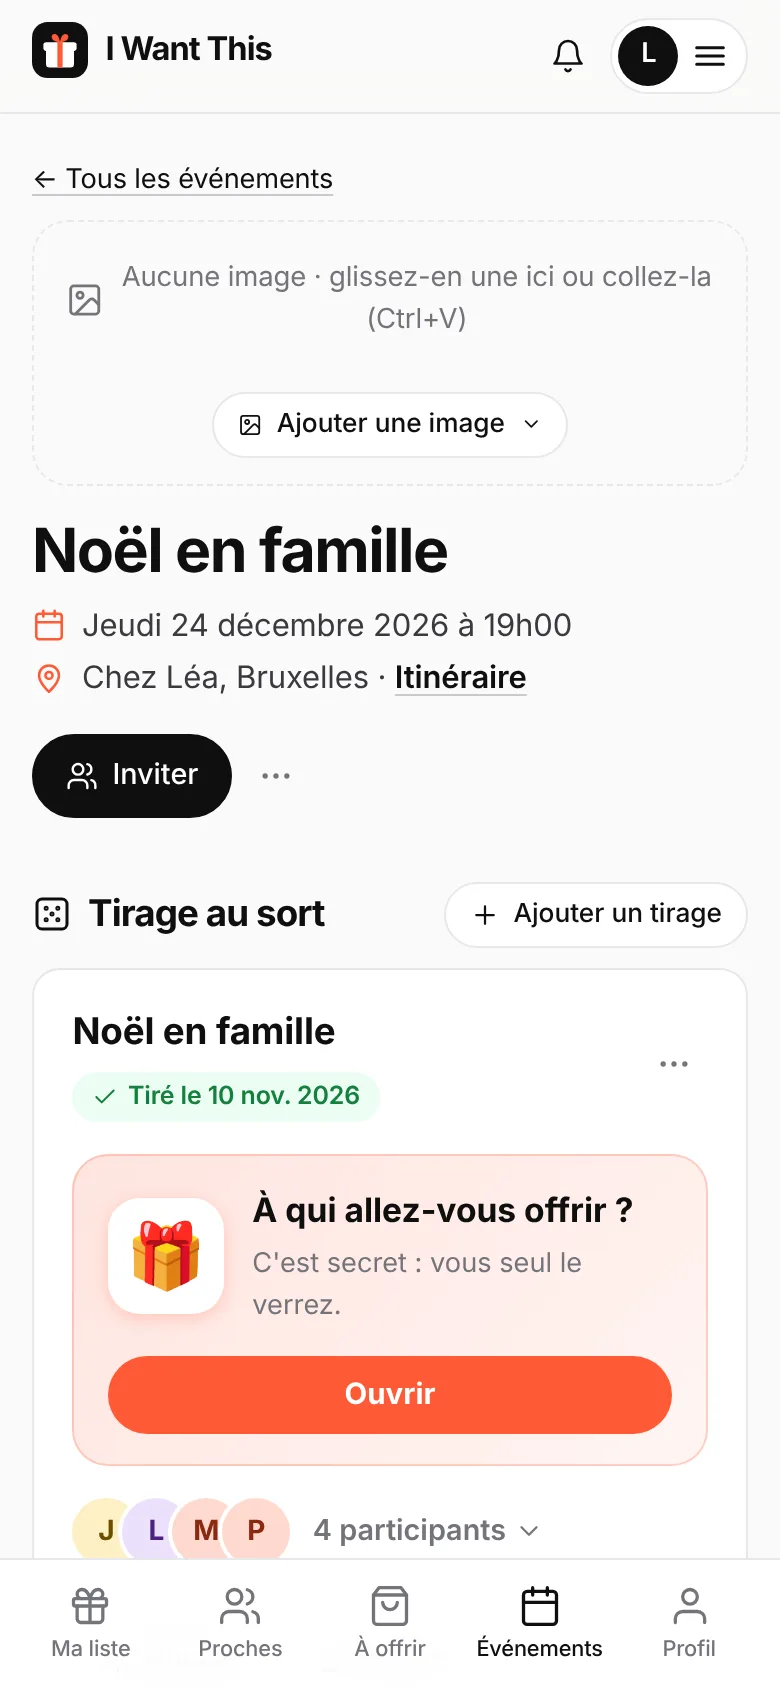 I Want This
L
← Tous les événements
Aucune image · glissez-en une ici ou collez-la
(Ctrl+V)
Ajouter une image
Noël en famille
Jeudi 24 décembre 2026 à 19h00
Chez Léa, Bruxelles · Itinéraire
Inviter
Tirage au sort
+ Ajouter un tirage
Noël en famille
Tiré le 10 nov. 2026
À qui allez-vous offrir ?
C'est secret : vous seul le
verrez.
Ouvrir
J L M P 4 participants
Ma liste Proches À offrir Événements Profil